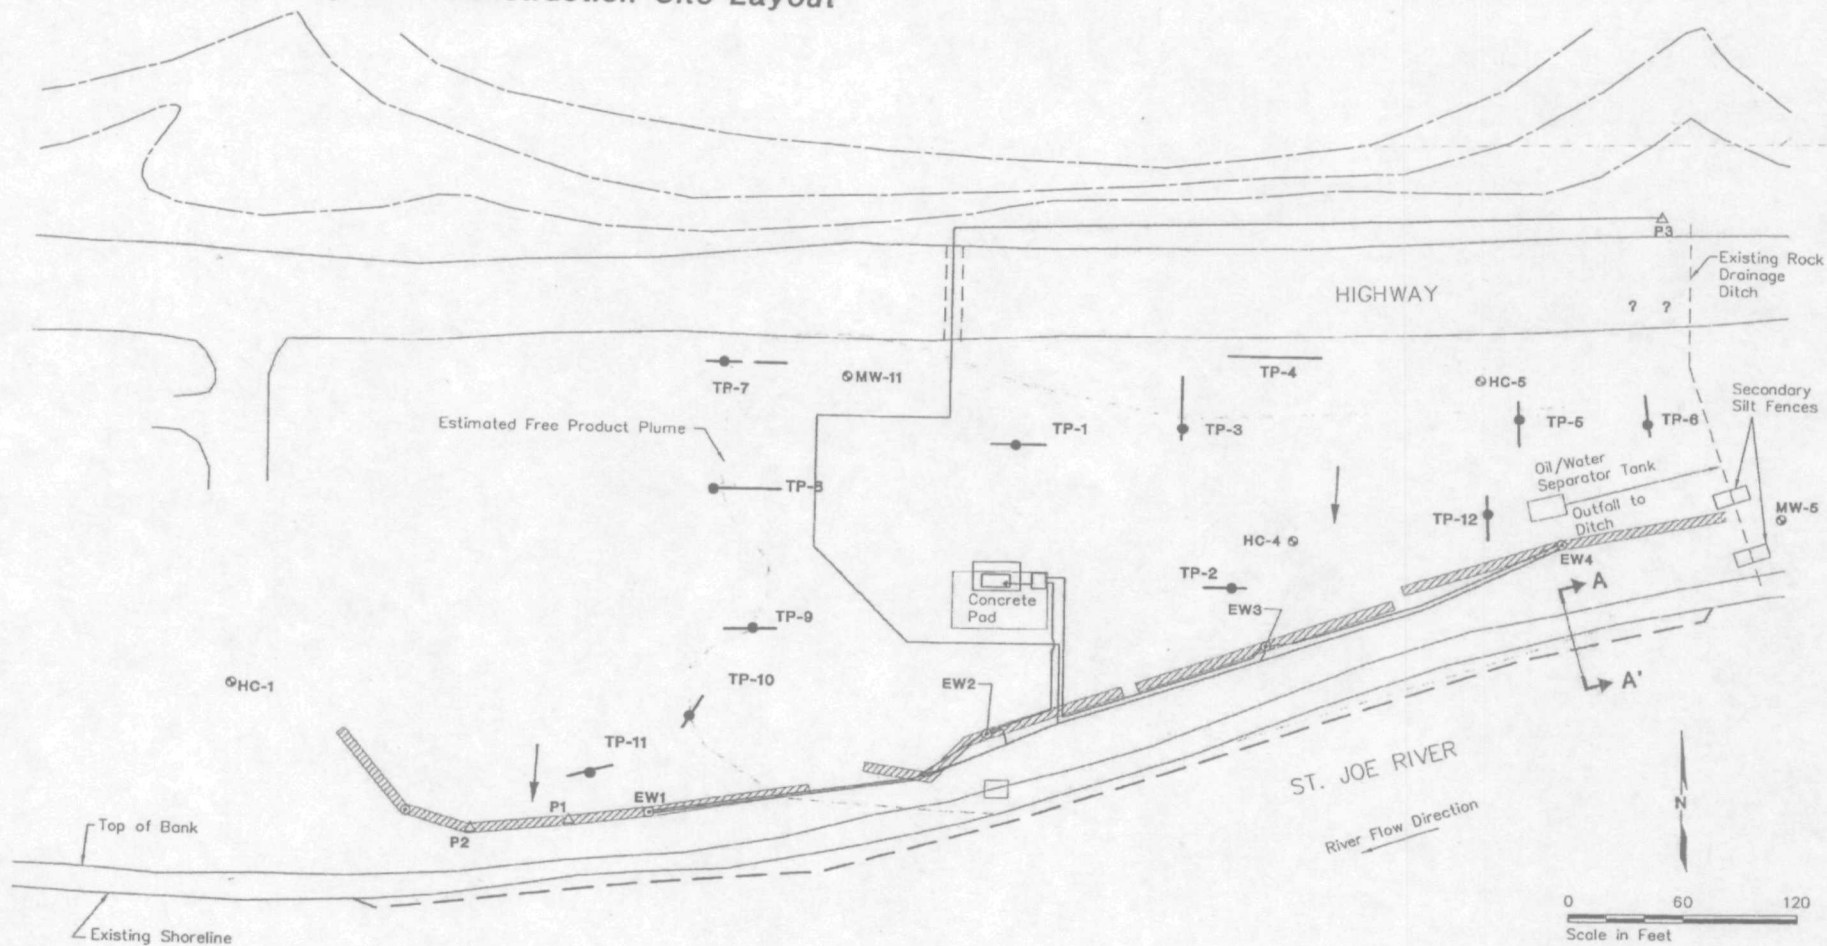 Construction Site Layout
P3
Existing Rock
Drainage
Ditch
HIGHWAY
? ?
TP-7
MW-11
TP-4
HC-5
Secondary
Silt Fences
Estimated Free Product Plume
TP-1
TP-3
TP-5
TP-6
Oil/Water
Separator Tank
TP-8
Outfall to
Ditch
MW-5
TP-12
HC-4
EW4
TP-2
A
Concrete
Pad
EW3
TP-9
HC-1
TP-10
EW2
A'
TP-11
ST. JOE RIVER
P1
EW1
N
Top of Bank
P2
River Flow Direction
0 60 120
Scale in Feet
Existing Shoreline